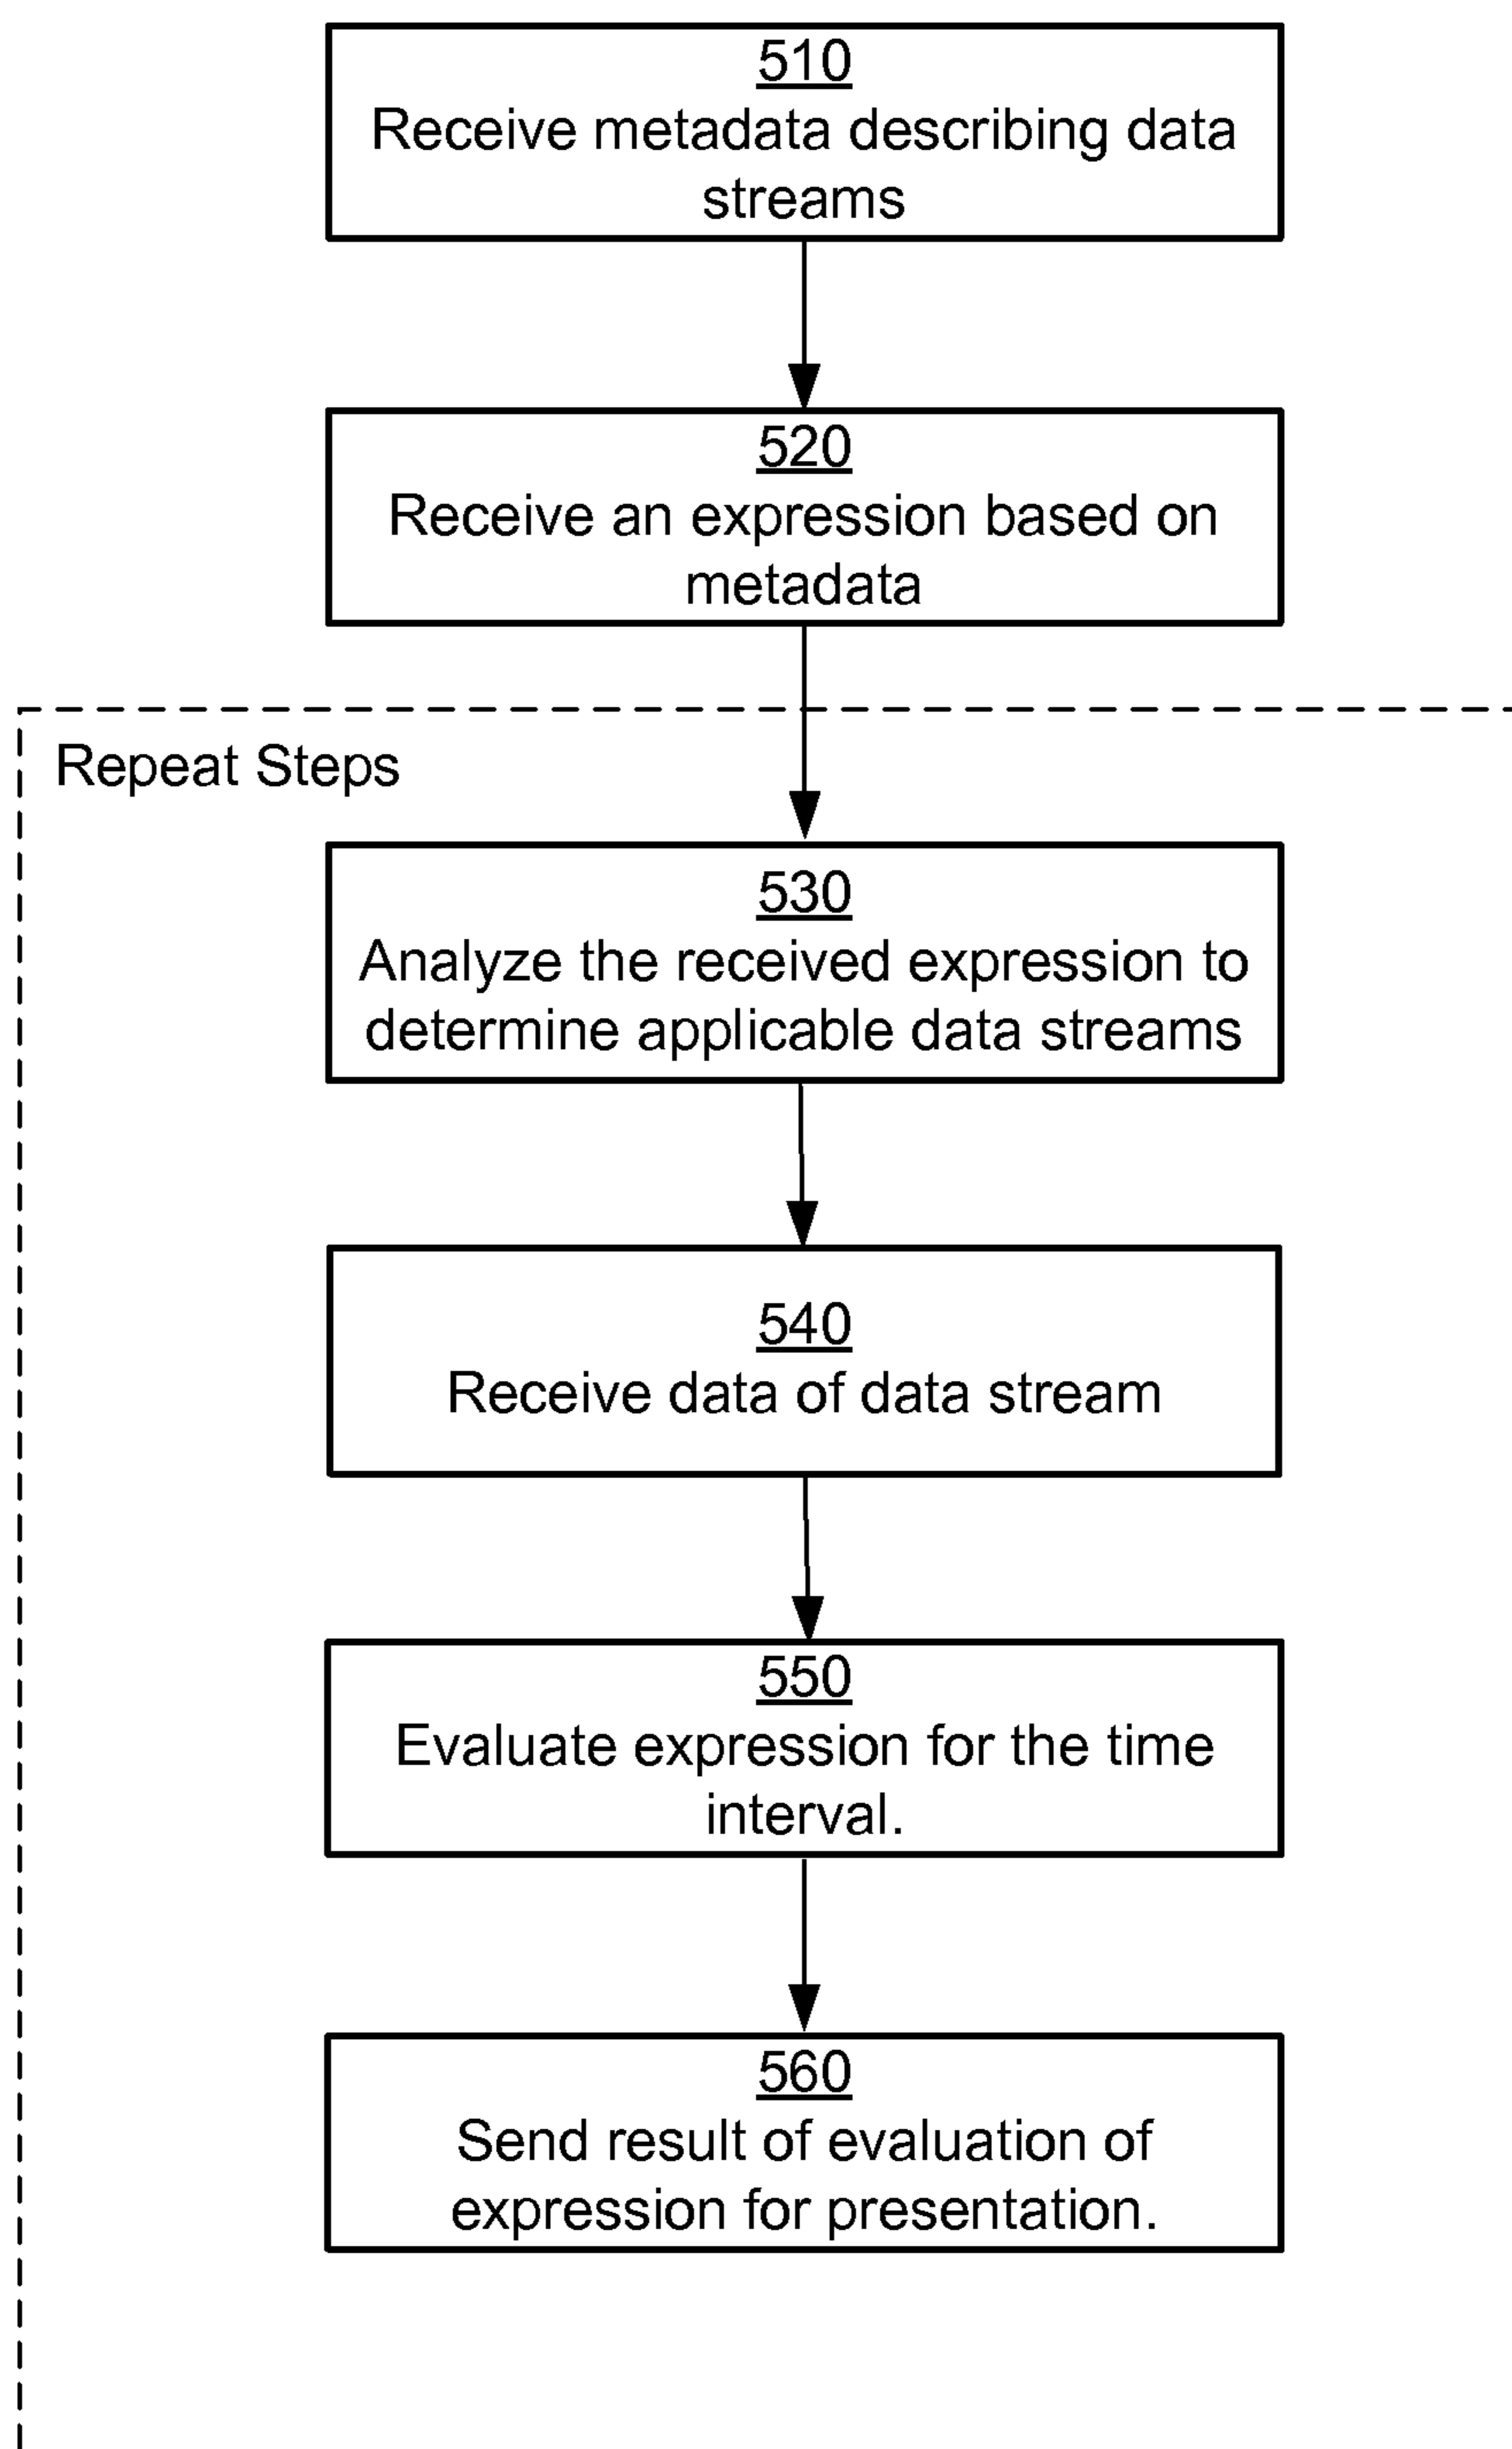 510
Receive metadata describing data
streams
520
Receive an expression based on
metadata
Repeat Steps
530
Analyze the received expression to
determine applicable data streams
540
Receive data of data stream
550
Evaluate expression for the time
interval.
560
Send result of evaluation of
expression for presentation.